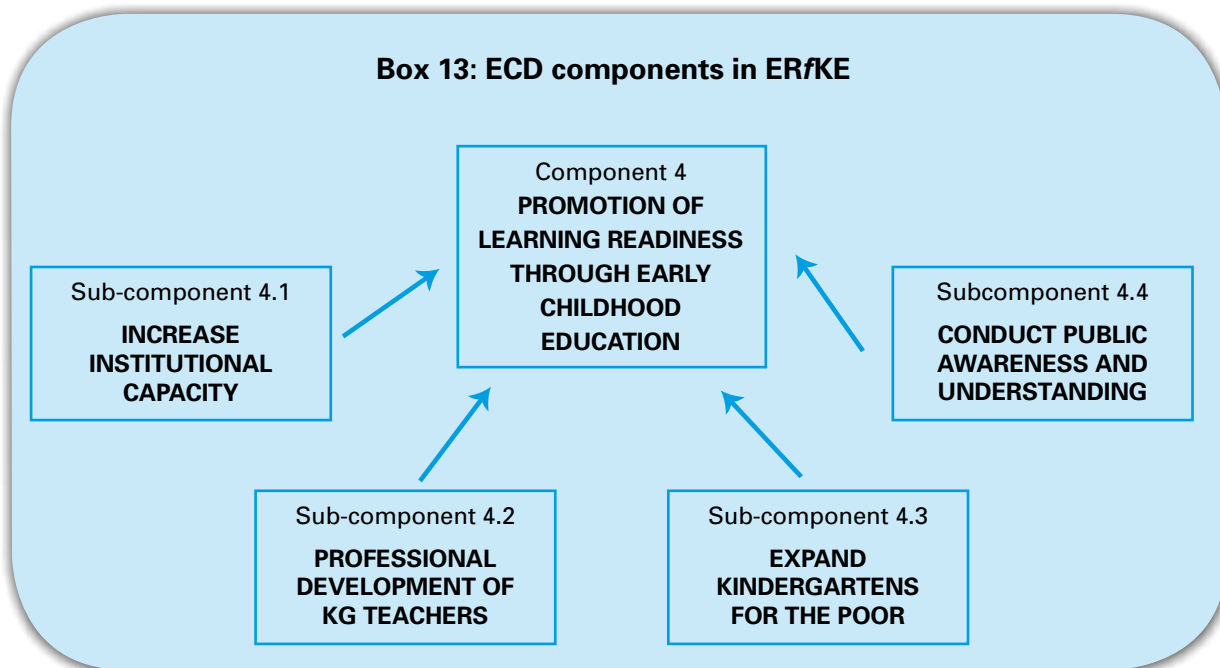 Box 13: ECD components in ERfKE
Component 4
PROMOTION OF
LEARNING READINESS
THROUGH EARLY
CHILDHOOD
EDUCATION
Sub-component 4.1
INCREASE
INSTITUTIONAL
CAPACITY
Subcomponent 4.4
CONDUCT PUBLIC
AWARENESS AND
UNDERSTANDING
Sub-component 4.2
PROFESSIONAL
DEVELOPMENT OF
KG TEACHERS
Sub-component 4.3
EXPAND
KINDERGARTENS
FOR THE POOR